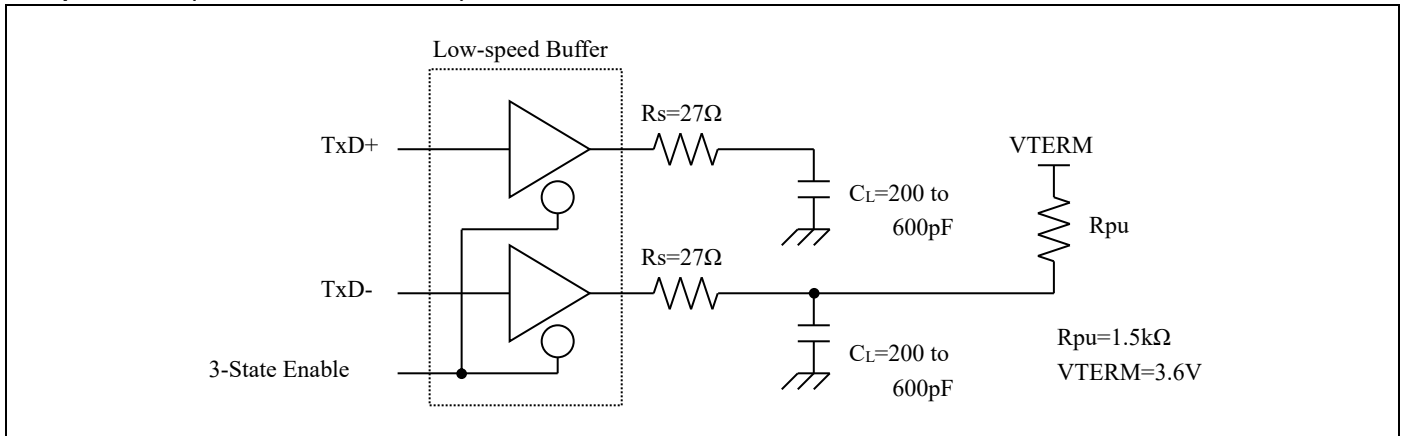 Low-speed Buffer
Rs=27Ω
TxD+
VTERM
CL=200 to
600pF
Rpu
Rs=27Ω
TxD-
Rpu=1.5kΩ
CL=200 to
600pF
3-State Enable
VTERM=3.6V